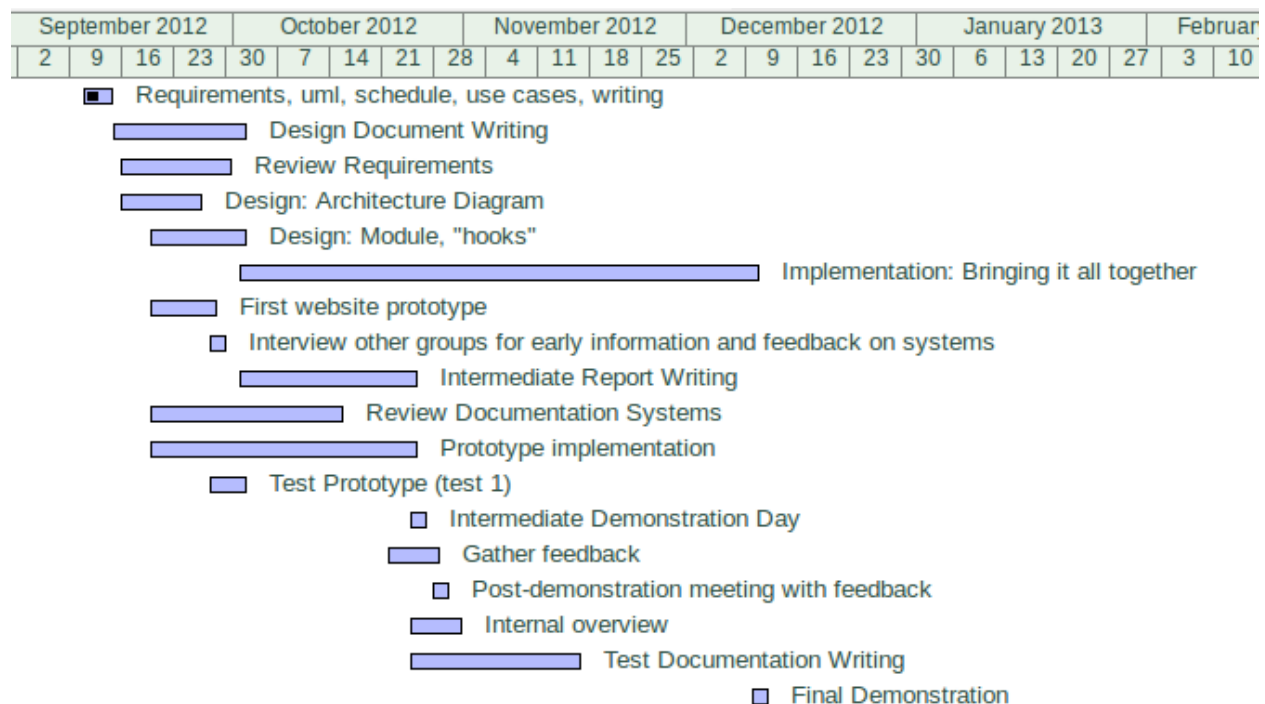 September 2012 October 2012 November 2012 December 2012 January 2013 Februar
2 9 16 23 30 7 14 21 28 4 11 18 25 2 9 16 23 30 6 13 20 27 3 10
Requirements, uml, schedule, use cases, writing
Design Document Writing
Review Requirements
Design: Architecture Diagram
Design: Module, "hooks"
Implementation: Bringing it all together
First website prototype
Interview other groups for early information and feedback on systems
Intermediate Report Writing
Review Documentation Systems
Prototype implementation
Test Prototype (test 1)
Intermediate Demonstration Day
Gather feedback
Post-demonstration meeting with feedback
Internal overview
Test Documentation Writing
Final Demonstration